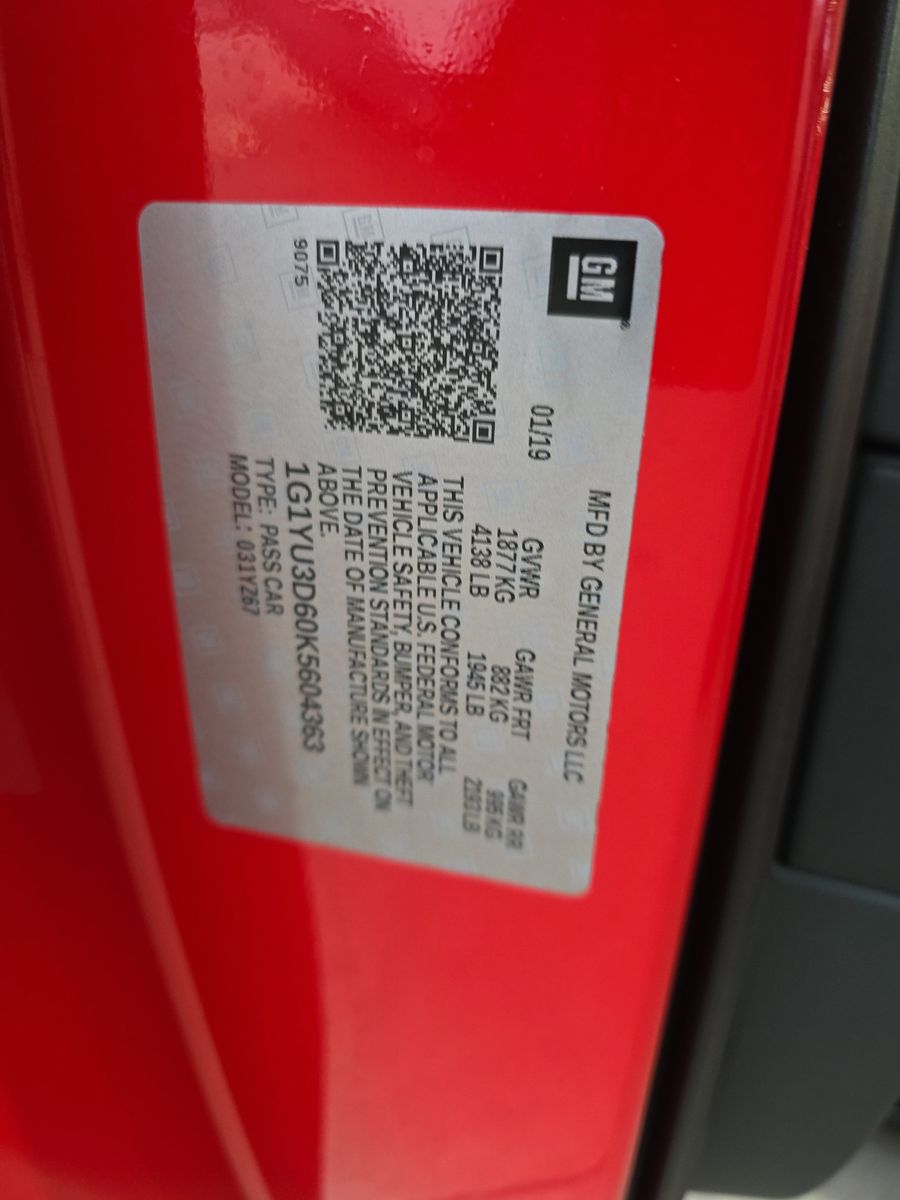 GM
MFD BY GENERAL MOTORS LLC
01/19
GVWR GAWR FRT GAWR RR
1877 KG 882 KG 995 KG
4138 LB 1945 LB 2193 LB
THIS VEHICLE CONFORMS TO ALL
APPLICABLE U.S. FEDERAL MOTOR
VEHICLE SAFETY, BUMPER, AND THEFT
PREVENTION STANDARDS IN EFFECT ON
THE DATE OF MANUFACTURE SHOWN
ABOVE.
9075
1G1YU3D60K5604363
TYPE: PASS CAR
MODEL: 031YZ67